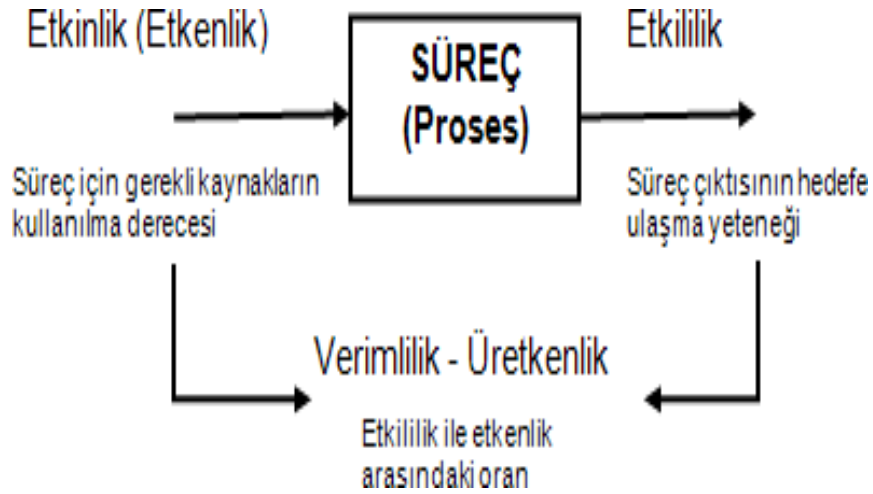 Etkinlik (Etkenlik)
SÜREÇ
(Proses)
Etkililik
Süreç için gerekli kaynakların
kullanılma derecesi
Süreç çıktısının hedefe
ulaşma yeteneği
Verimlilik - Üretkenlik
Etkililik ile etkenlik
arasındaki oran